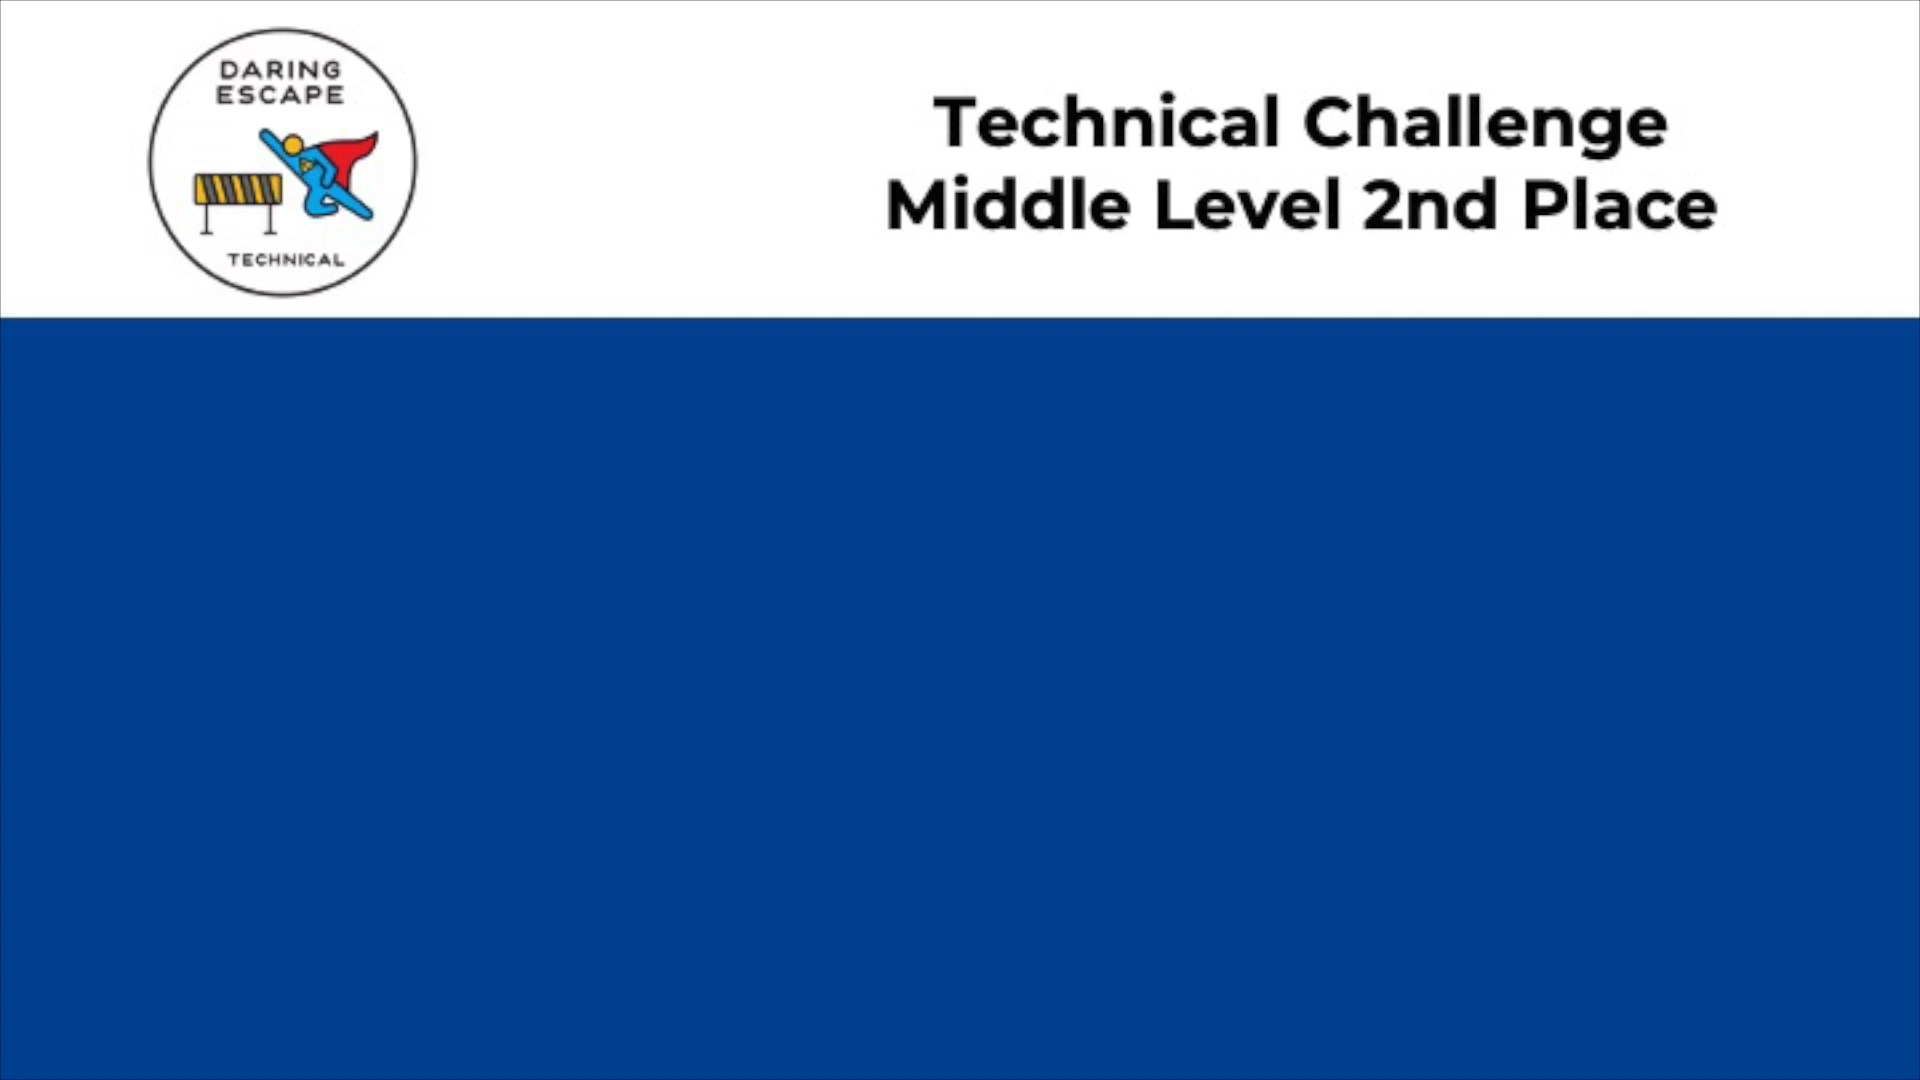 DARING
ESCAPE
TECHNICAL
Technical Challenge
Middle Level 2nd Place